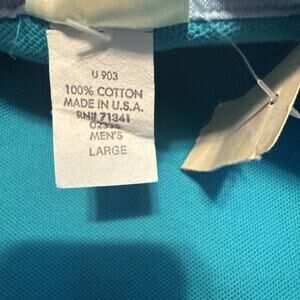 U 903
100% COTTON
MADE IN U.S.A.
RN# 71341
MEN'S
LARGE